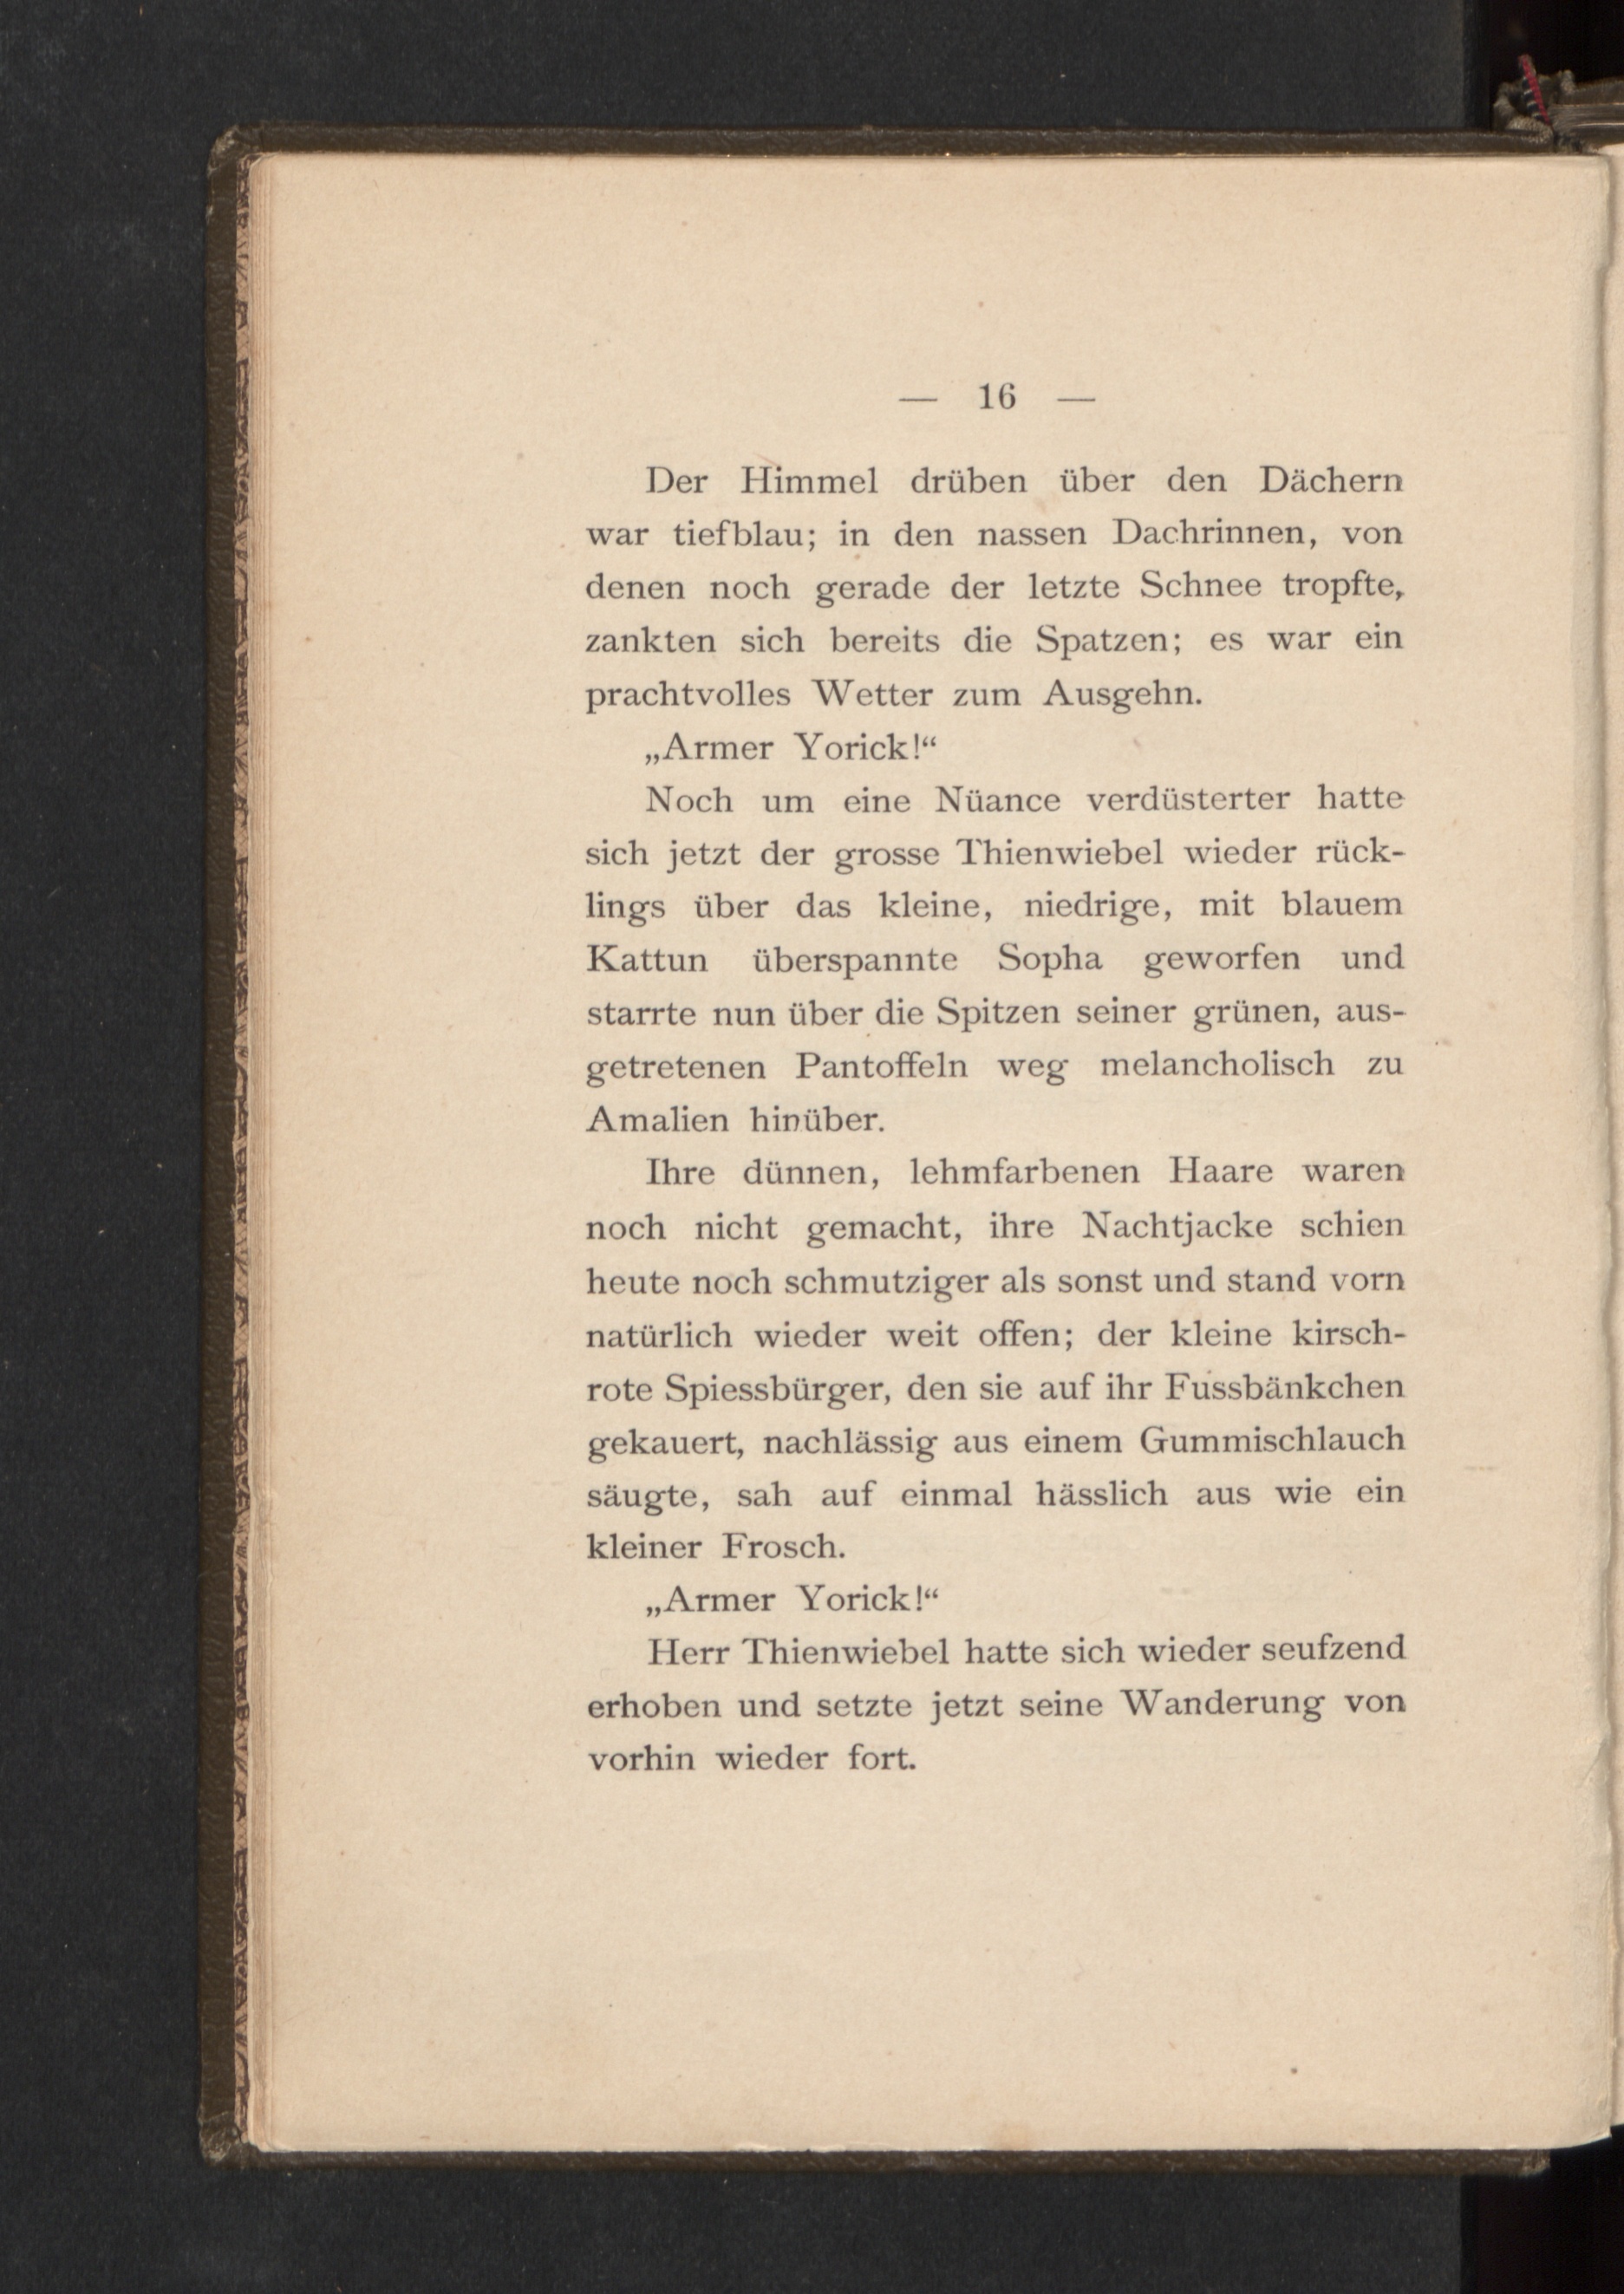 — 16 —
Der Himmel drüben über den Dächern
war tiefblau; in den nassen Dachrinnen, von
denen noch gerade der letzte Schnee tropfte,
zankten sich bereits die Spatzen; es war ein
prachtvolles Wetter zum Ausgehn.
„Armer Yorick!“
Noch um eine Nüance verdüsterter hatte
sich jetzt der grosse Thienwiebel wieder rück-
lings über das kleine, niedrige, mit blauem
Kattun überspannte Sopha geworfen und
starrte nun über die Spitzen seiner grünen, aus-
getretenen Pantoffeln weg melancholisch zu
Amalien hinüber.
Ihre dünnen, lehmfarbenen Haare waren
noch nicht gemacht, ihre Nachtjacke schien
heute noch schmutziger als sonst und stand vorn
natürlich wieder weit offen; der kleine kirsch-
rote Spiessbürger, den sie auf ihr Fussbänkchen
gekauert, nachlässig aus einem Gummischlauch
säugte, sah auf einmal hässlich aus wie ein
kleiner Frosch.
„Armer Yorick!“
Herr Thienwiebel hatte sich wieder seufzend
erhoben und setzte jetzt seine Wanderung von
vorhin wieder fort.